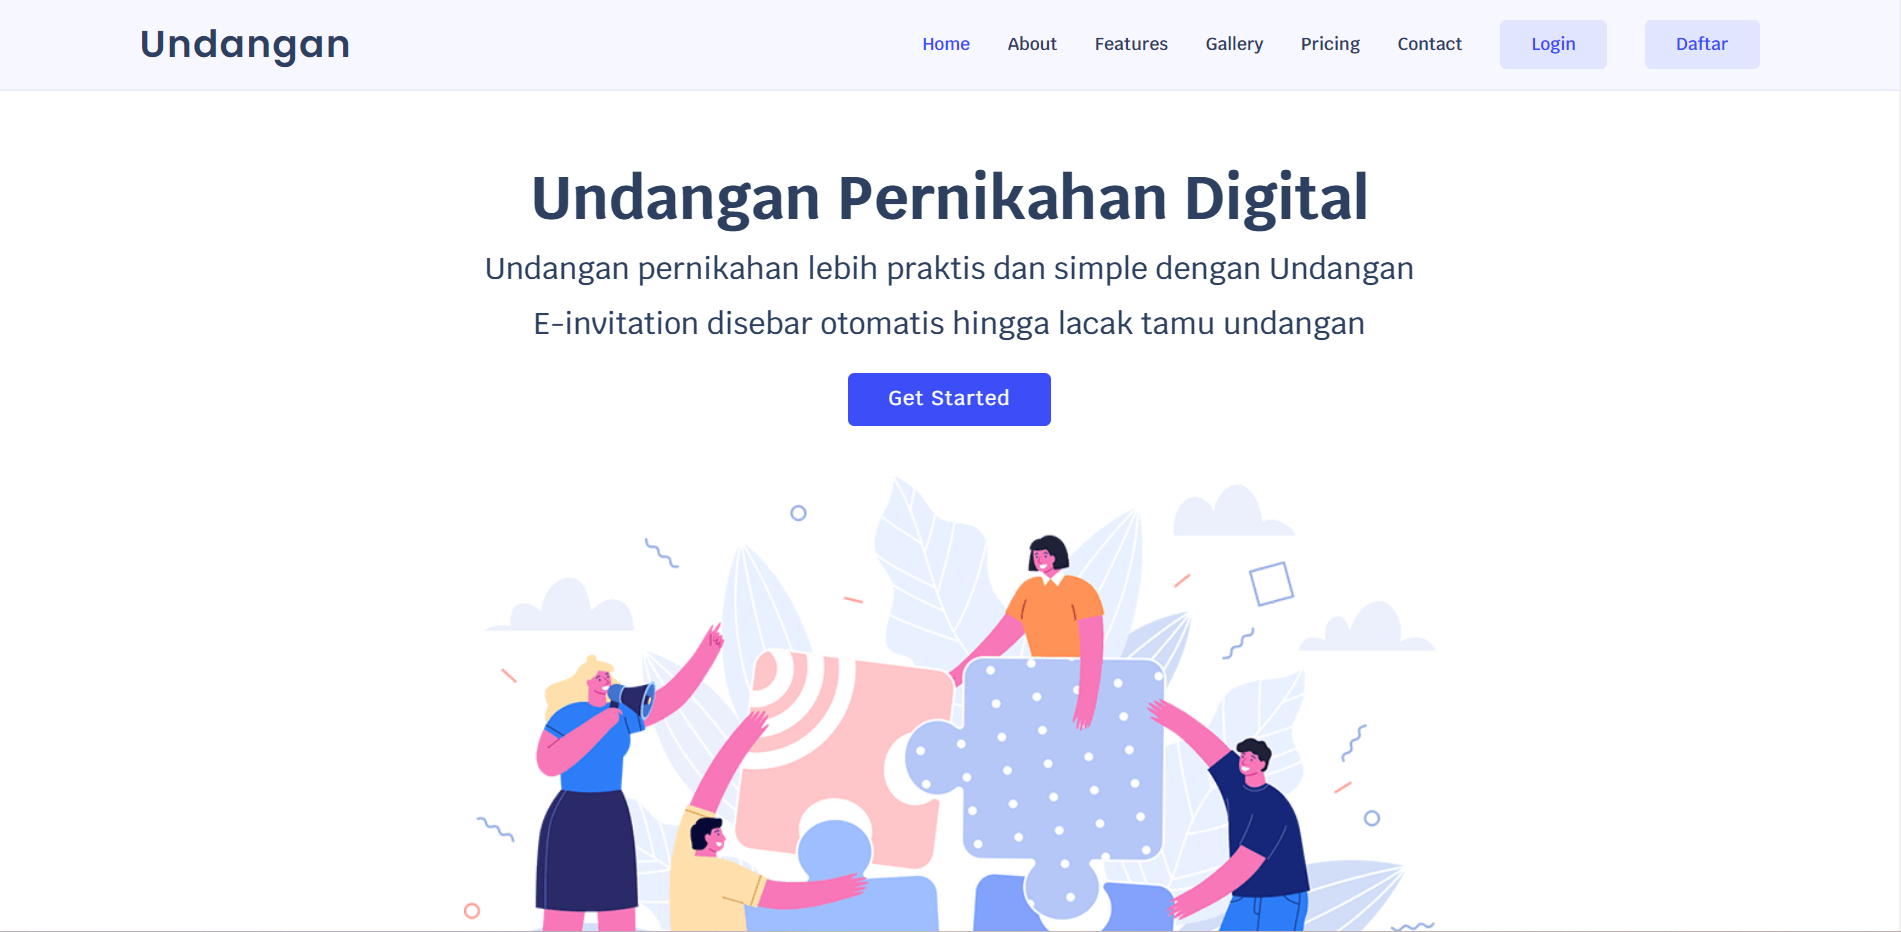 Undangan
Home About Features Gallery Pricing Contact Login Daftar
Undangan Pernikahan Digital
Undangan pernikahan lebih praktis dan simple dengan Undangan
E-invitation disebar otomatis hingga lacak tamu undangan
Get Started